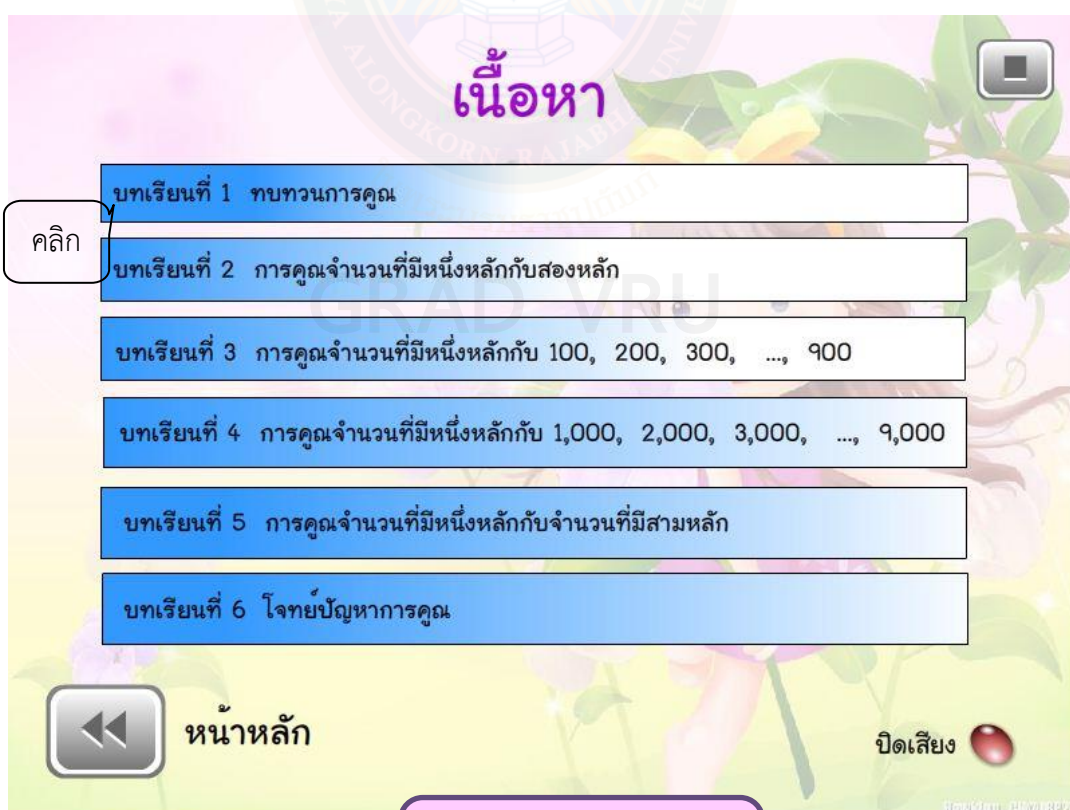 เนื้อหา
บทเรียนที่ 1 ทบทวนการคูณ
คลิก
บทเรียนที่ 2 การคูณจำนวนที่มีหนึ่งหลักกับสองหลัก
GRAD VRU
บทเรียนที่ 3 การคูณจำนวนที่มีหนึ่งหลักกับ 100, 200, 300, ..., 900
บทเรียนที่ 4 การคูณจำนวนที่มีหนึ่งหลักกับ 1,000, 2,000, 3,000, ..., 9,000
บทเรียนที่ 5 การคูณจำนวนที่มีหนึ่งหลักกับจำนวนที่มีสามหลัก
บทเรียนที่ 6 โจทย์ปัญหาการคูณ
หน้าหลัก
ปิดเสียง